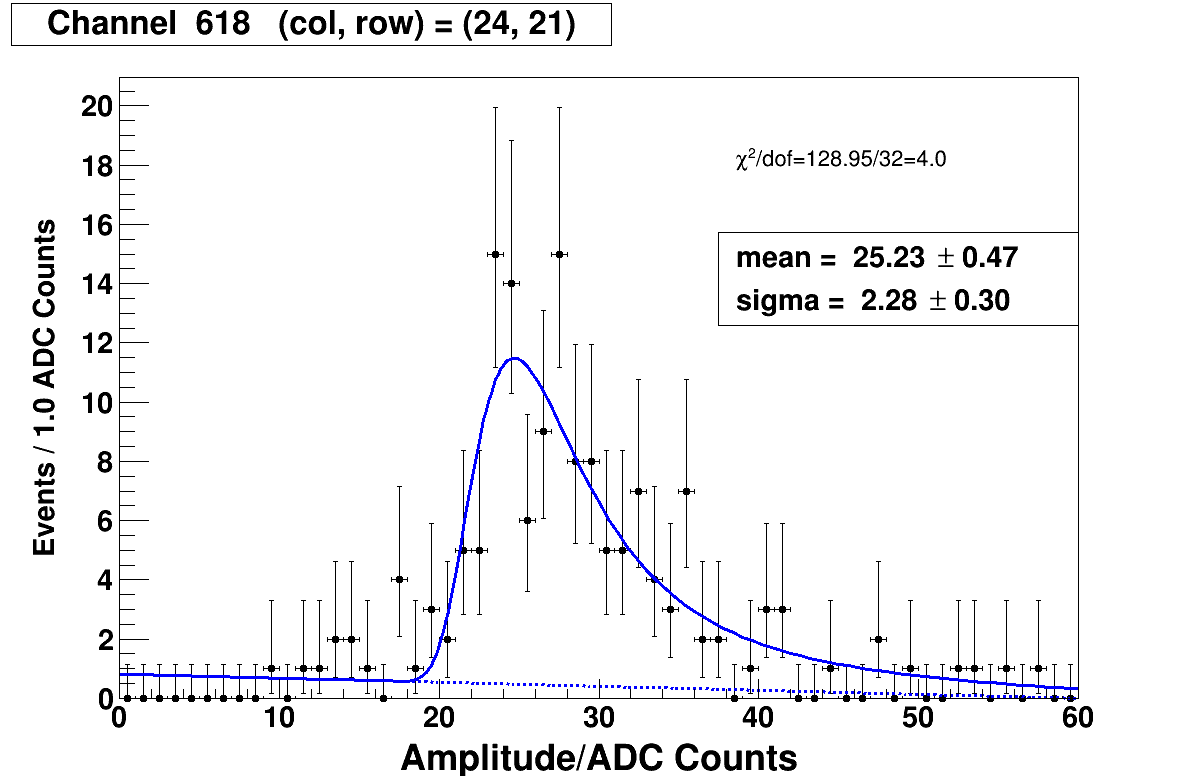 Channel  618   (col, row) = (24, 21)
χ²/dof=128.95/32=4.0
mean =  25.23 ± 0.47
sigma =  2.28 ± 0.30
Events / 1.0 ADC Counts
20
18
16
14
12
10
8
6
4
2
0
0 10 20 30 40 50 60
Amplitude/ADC Counts